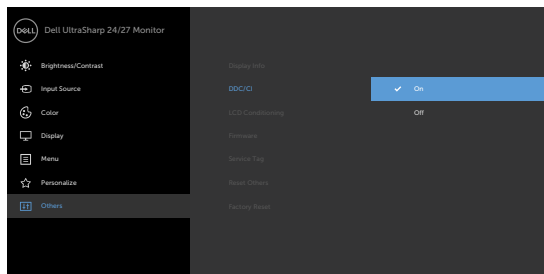 DELL
Dell UltraSharp 24/27 Monitor
Brightness/Contrast
Input Source
Color
Display
Menu
Personalize
Others
Display Info
DDC/CI
LCD Conditioning
Firmware
Service Tag
Reset Others
Factory Reset
On
Off